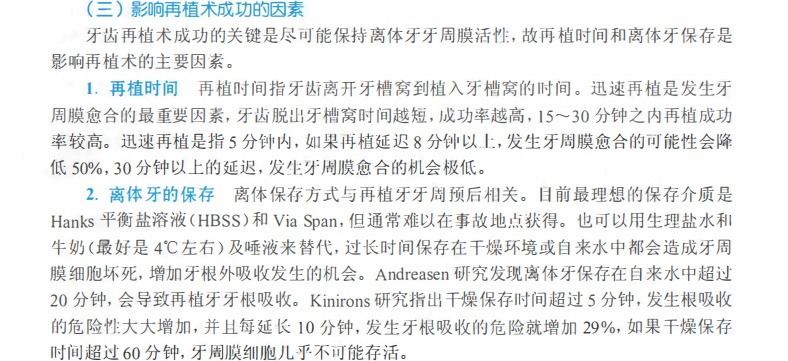 （三）影响再植术成功的因素
牙齿再植术成功的关键是尽可能保持离体牙牙周膜活性，故再植时间和离体牙保存是
影响再植术的主要因素。
1. 再植时间 再植时间指牙齿离开牙槽窝到植入牙槽窝的时间。迅速再植是发生牙
周膜愈合的最重要因素，牙齿脱出牙槽窝时间越短，成功率越高，15～30 分钟之内再植成功
率较高。迅速再植是指 5 分钟内，如果再植延迟 8 分钟以上，发生牙周膜愈合的可能性会降
低 50%，30 分钟以上的延迟，发生牙周膜愈合的机会极低。
2. 离体牙的保存 离体保存方式与再植牙牙周预后相关。目前最理想的保存介质是
Hanks 平衡盐溶液（HBSS）和 Via Span，但通常难以在事故地点获得。也可以用生理盐水和
牛奶（最好是 4℃左右）及唾液来替代，过长时间保存在干燥环境或自来水中都会造成牙周
膜细胞坏死，增加牙根外吸收发生的机会。Andreasen 研究发现离体牙保存在自来水中超过
20 分钟，会导致再植牙牙根吸收。Kinirons 研究指出干燥保存时间超过 5 分钟，发生根吸收
的危险性大大增加，并且每延长 10 分钟，发生牙根吸收的危险就增加 29%，如果干燥保存
时间超过 60 分钟，牙周膜细胞几乎不可能存活。